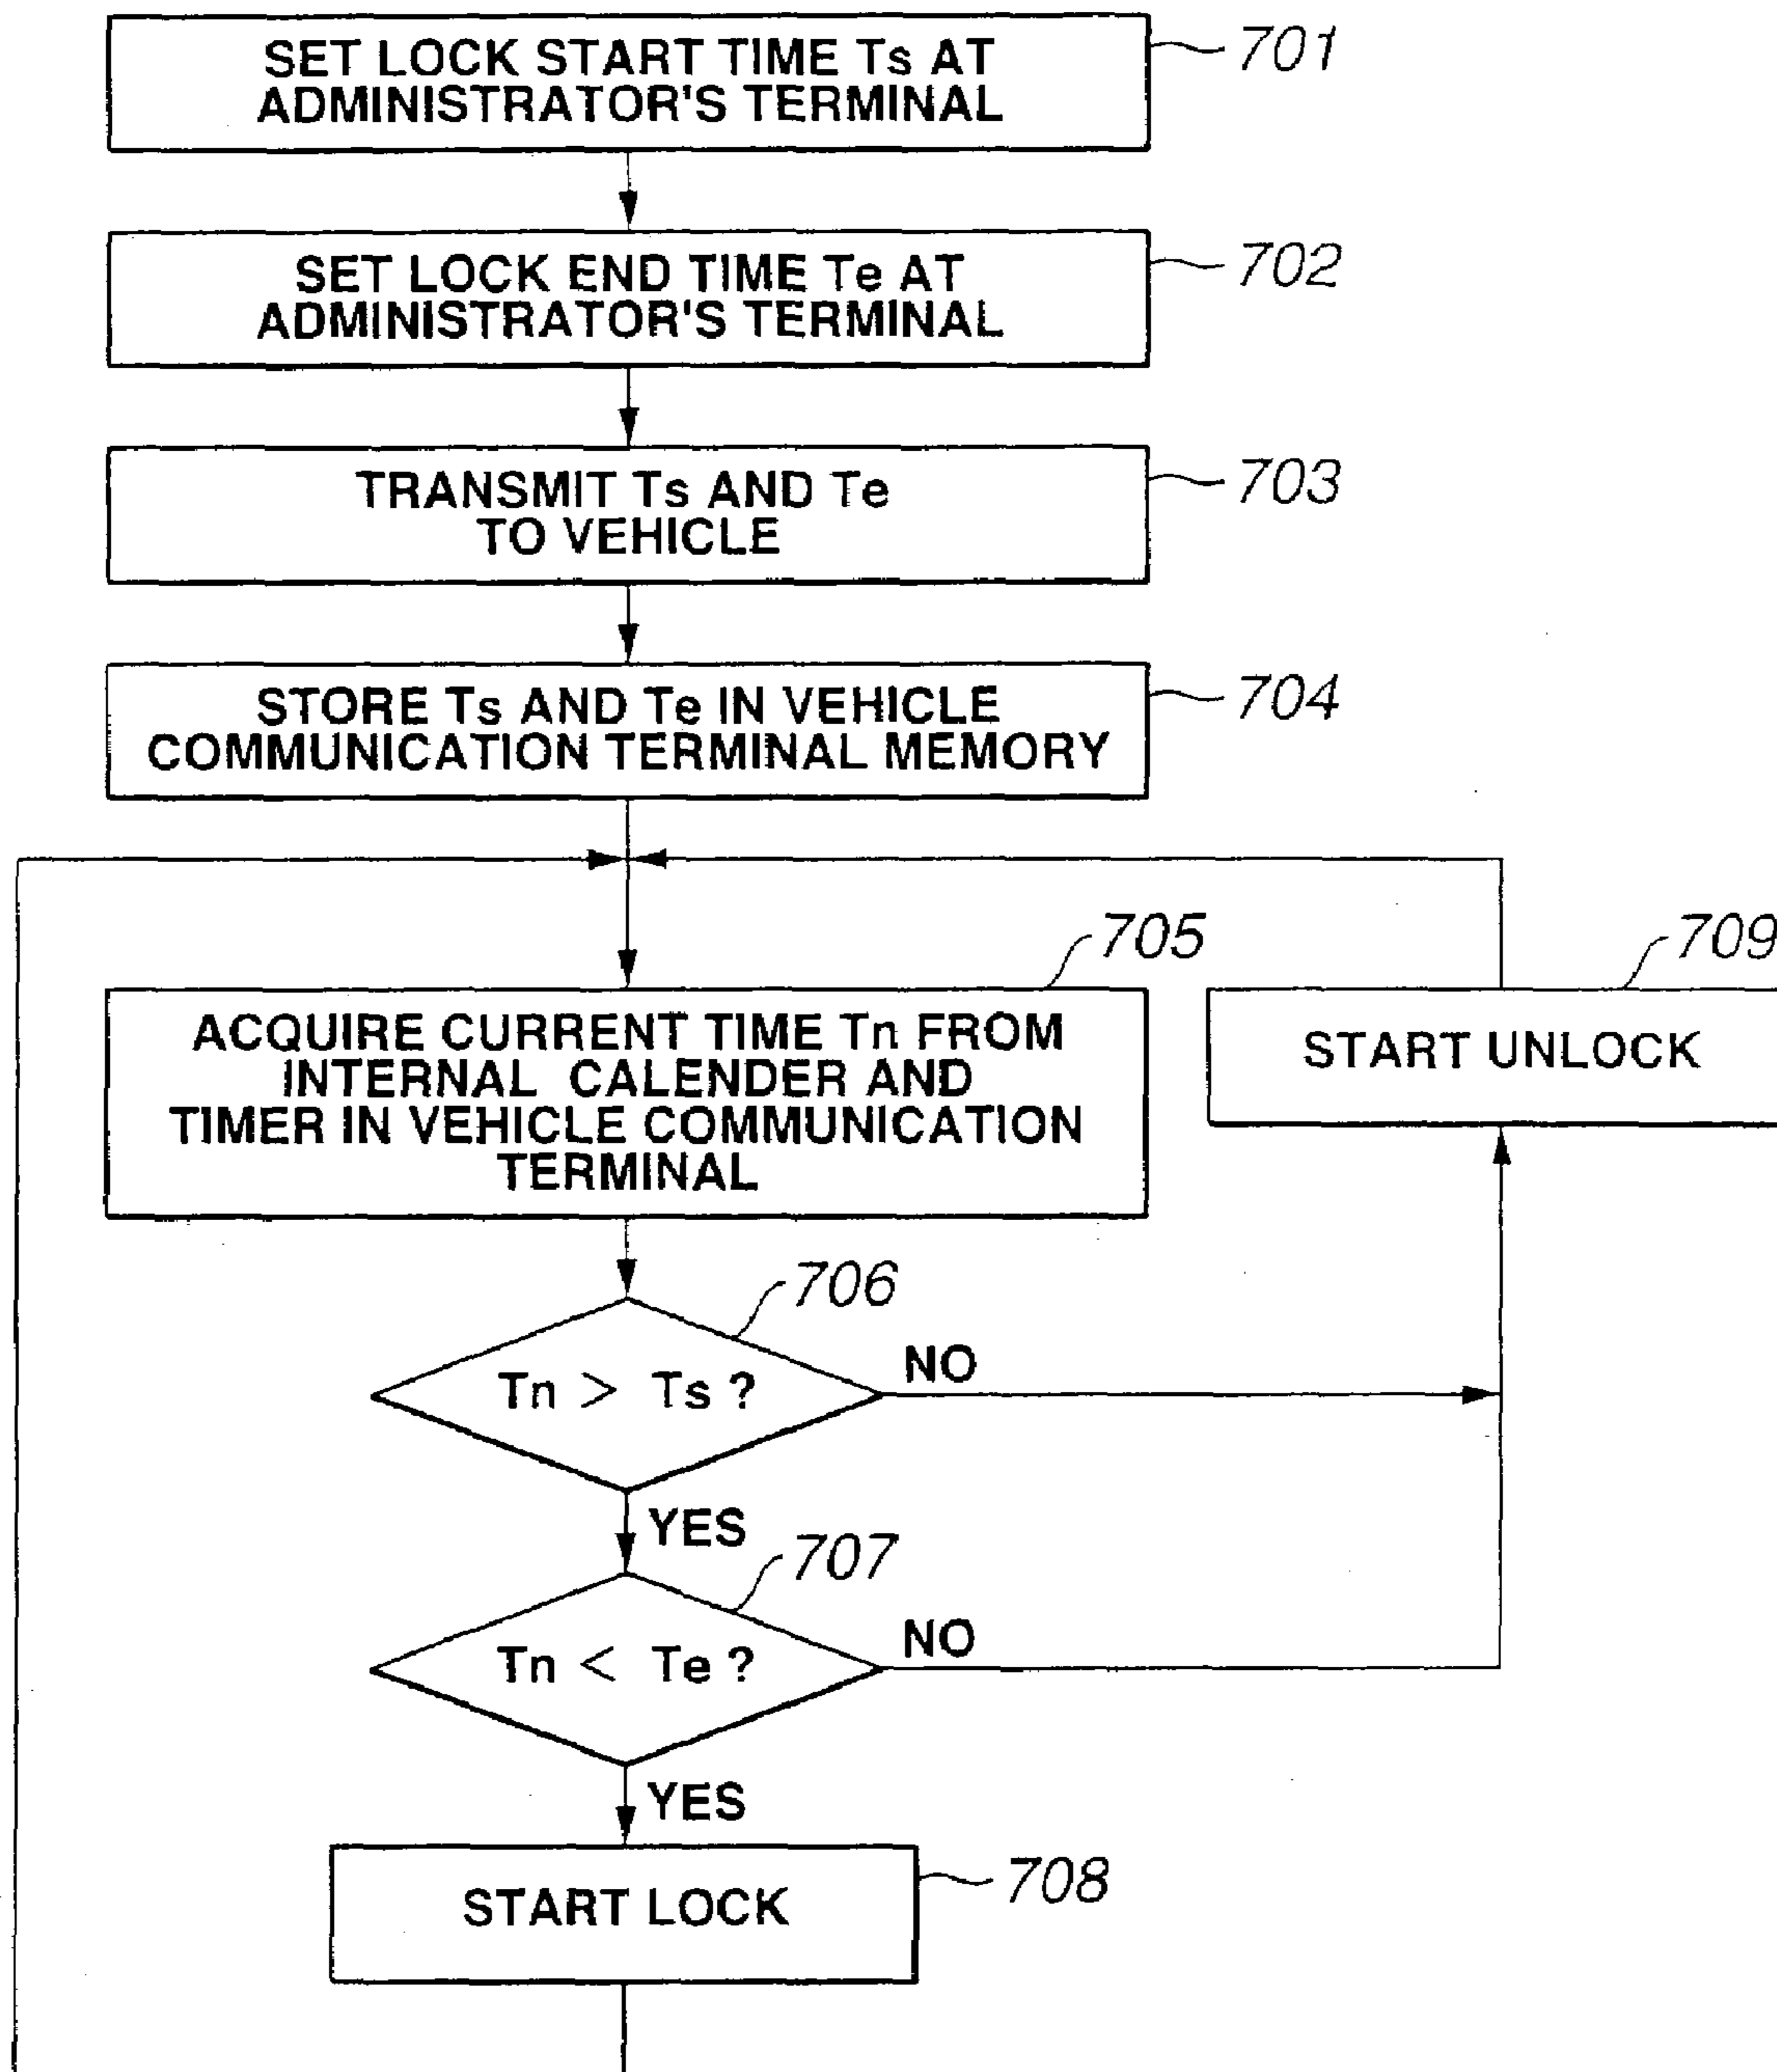 SET LOCK START TIME Ts AT
ADMINISTRATOR'S TERMINAL
701
SET LOCK END TIME Te AT
ADMINISTRATOR'S TERMINAL
702
TRANSMIT Ts AND Te
TO VEHICLE
703
STORE Ts AND Te IN VEHICLE
COMMUNICATION TERMINAL MEMORY
704
705
709
ACQUIRE CURRENT TIME Tn FROM
INTERNAL CALENDER AND
TIMER IN VEHICLE COMMUNICATION
TERMINAL
START UNLOCK
706
Tn > Ts ?
NO
YES
707
Tn < Te ?
NO
YES
START LOCK
708